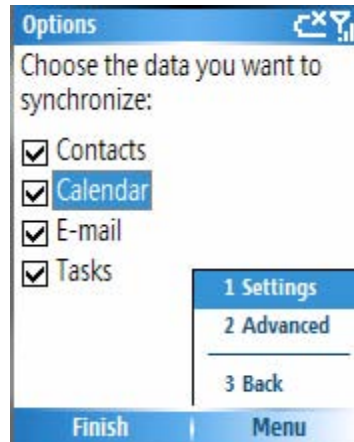 Options
Choose the data you want to
synchronize:
Contacts
Calendar
E-mail
Tasks
1 Settings
2 Advanced
3 Back
Finish
Menu